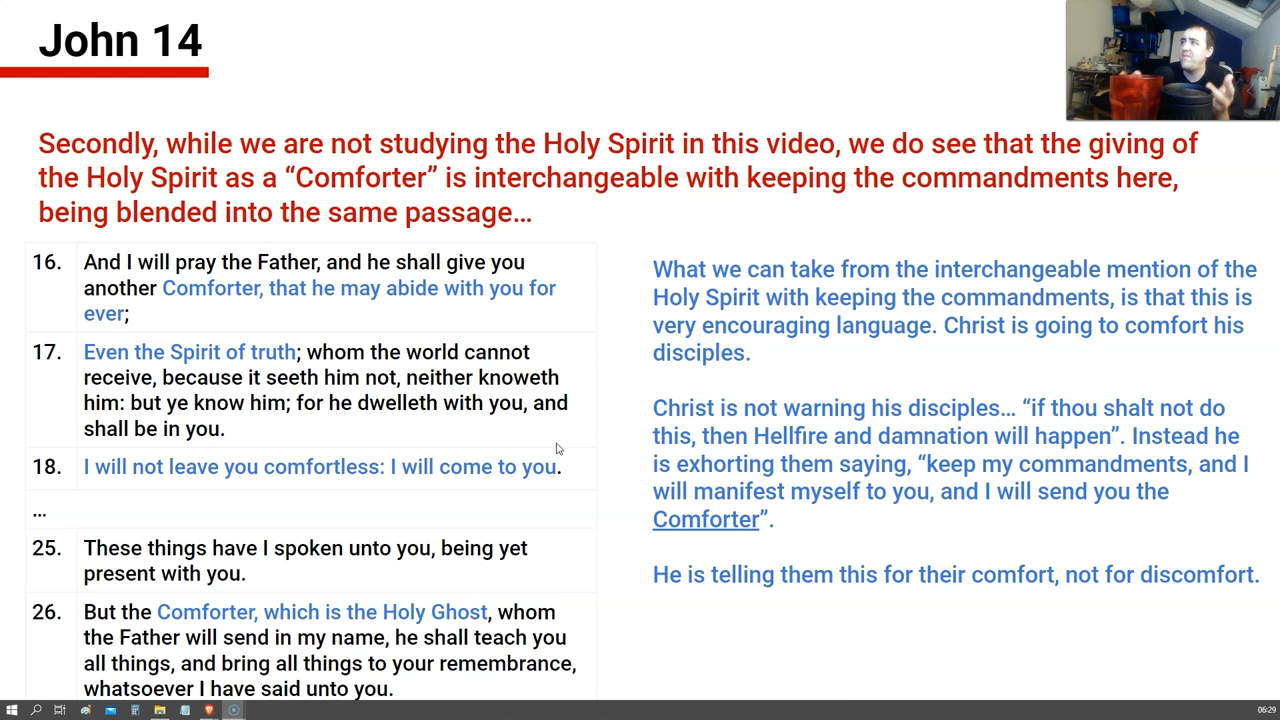 John 14
Secondly, while we are not studying the Holy Spirit in this video, we do see that the giving of
the Holy Spirit as a “Comforter” is interchangeable with keeping the commandments here,
being blended into the same passage…
16. And I will pray the Father, and he shall give you
another Comforter, that he may abide with you for
ever;
17. Even the Spirit of truth; whom the world cannot
receive, because it seeth him not, neither knoweth
him: but ye know him; for he dwelleth with you, and
shall be in you.
18. I will not leave you comfortless: I will come to you.
…
25. These things have I spoken unto you, being yet
present with you.
26. But the Comforter, which is the Holy Ghost, whom
the Father will send in my name, he shall teach you
all things, and bring all things to your remembrance,
whatsoever I have said unto you.
What we can take from the interchangeable mention of the
Holy Spirit with keeping the commandments, is that this is
very encouraging language. Christ is going to comfort his
disciples.
Christ is not warning his disciples… “if thou shalt not do
this, then Hellfire and damnation will happen”. Instead he
is exhorting them saying, “keep my commandments, and I
will manifest myself to you, and I will send you the
Comforter”.
He is telling them this for their comfort, not for discomfort.
06:29